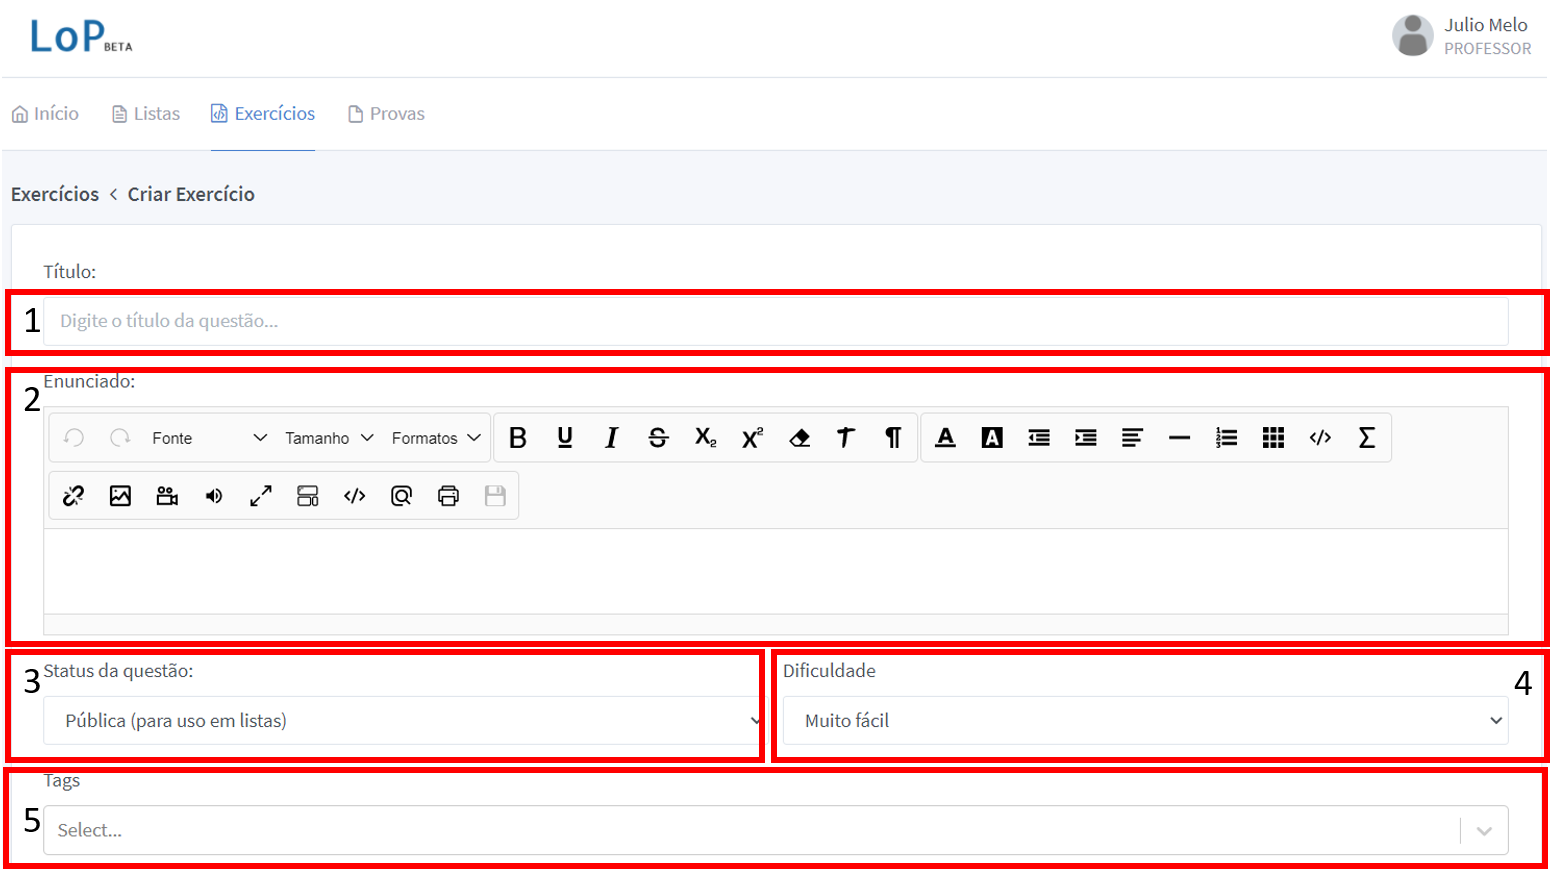 LoP BETA
Julio Melo
PROFESSOR
Início Listas Exercícios Provas
Exercícios < Criar Exercício
Título:
1 Digite o título da questão...
2 Enunciado:
Fonte Tamanho Formatos B U I S X₂ X² T ¶ A A </> Σ
</>
3 Status da questão:
Pública (para uso em listas)
Dificuldade 4
Muito fácil
Tags
5 Select...